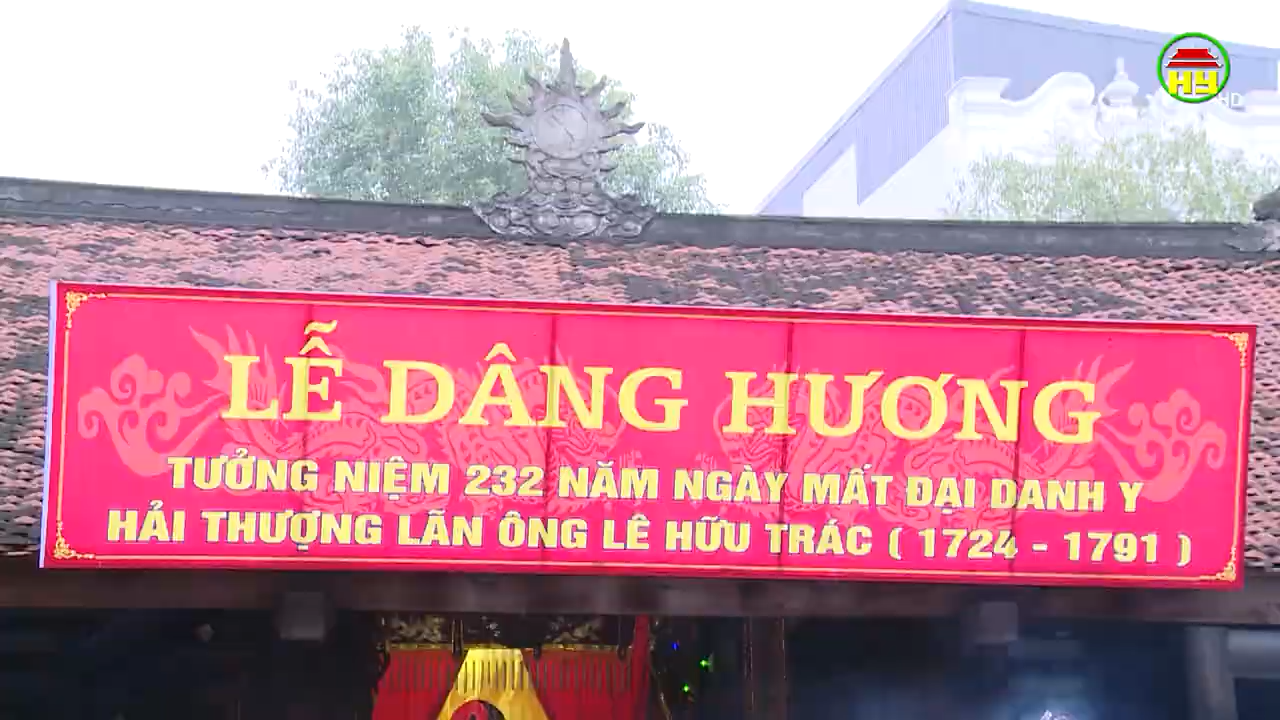 HY
HD
LỄ DÂNG HƯƠNG
TƯỞNG NIỆM 232 NĂM NGÀY MẤT ĐẠI DANH Y
HẢI THƯỢNG LÃN ÔNG LÊ HỮU TRÁC ( 1724 - 1791 )